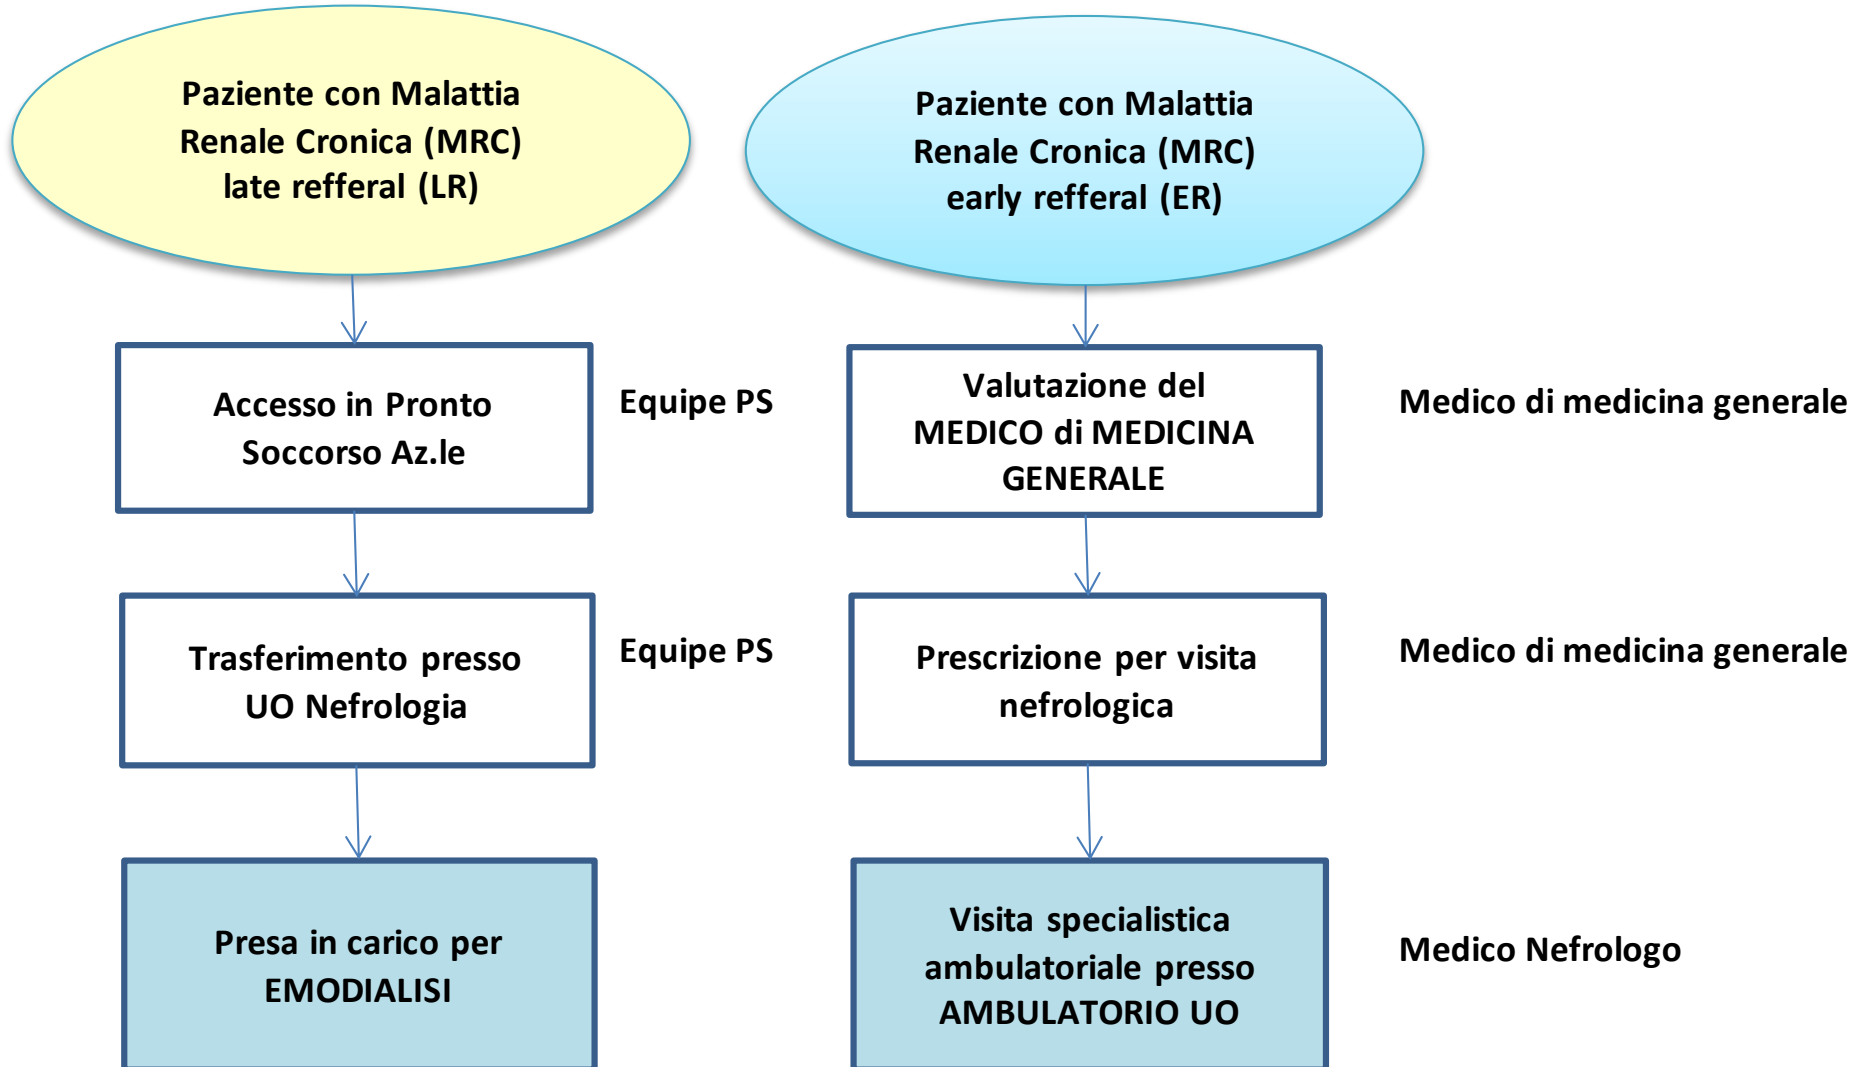 Paziente con Malattia
Renale Cronica (MRC)
late refferal (LR)
Paziente con Malattia
Renale Cronica (MRC)
early refferal (ER)
Accesso in Pronto
Soccorso Az.le
Equipe PS
Valutazione del
MEDICO di MEDICINA
GENERALE
Medico di medicina generale
Trasferimento presso
UO Nefrologia
Equipe PS
Prescrizione per visita
nefrologica
Medico di medicina generale
Presa in carico per
EMODIALISI
Visita specialistica
ambulatoriale presso
AMBULATORIO UO
Medico Nefrologo